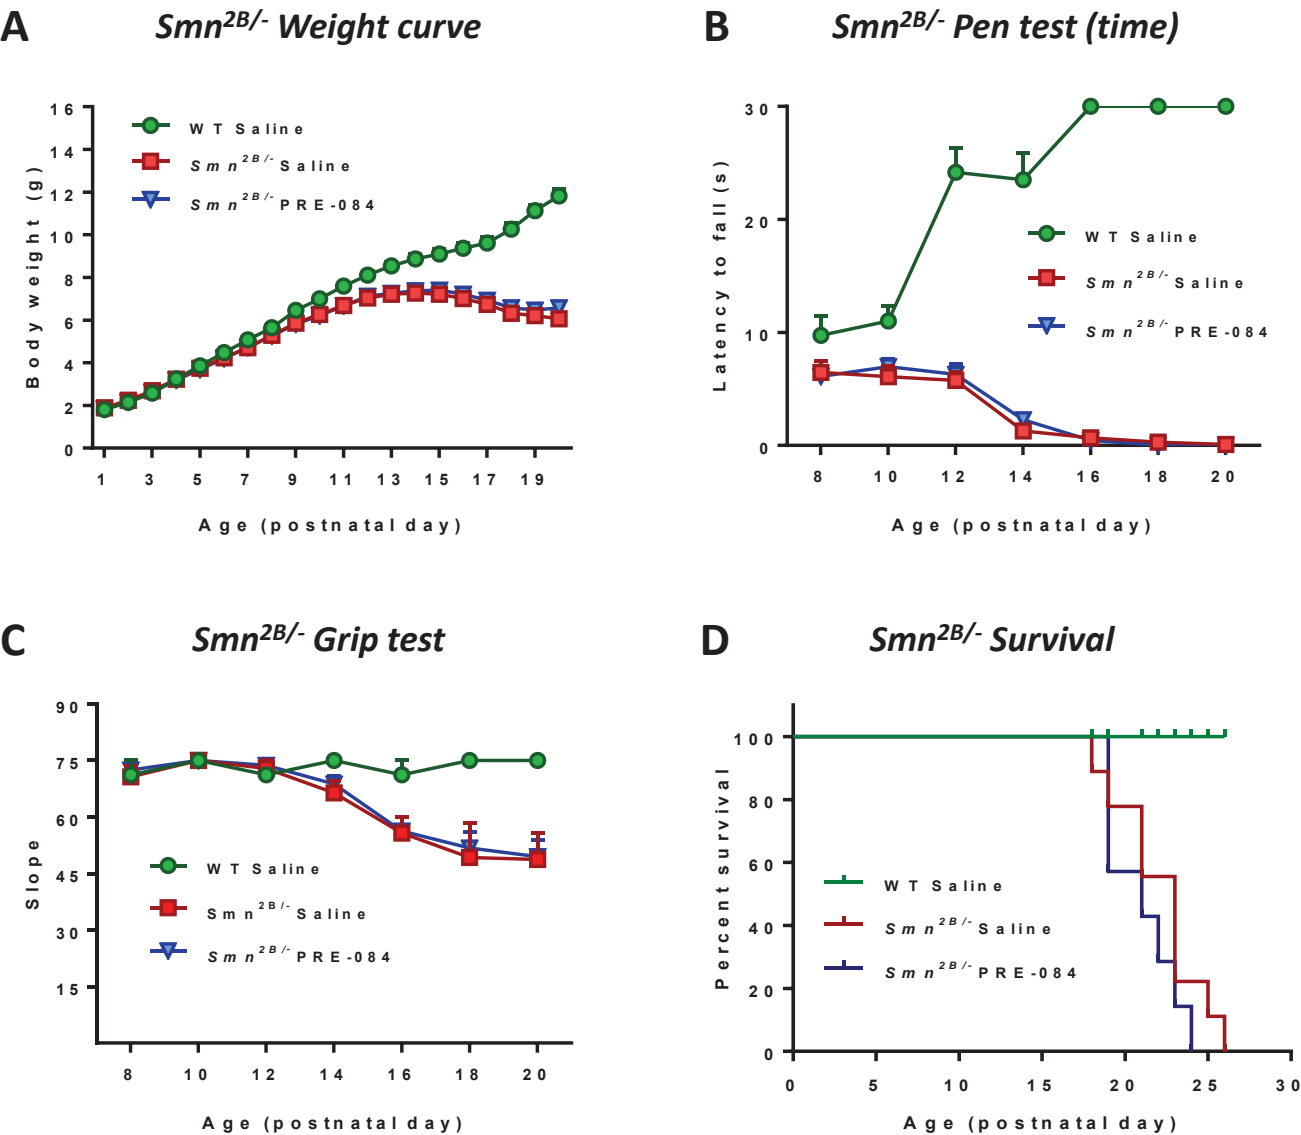 A
Smn2B/- Weight curve
16
14
12
10
8
6
4
2
0
Body weight (g)
WT Saline
Smn2B/- Saline
Smn2B/- PRE-084
1 3 5 7 9 11 13 15 17 19
Age (postnatal day)
B
Smn2B/- Pen test (time)
30
20
10
0
Latency to fall (s)
WT Saline
Smn2B/- Saline
Smn2B/- PRE-084
8 10 12 14 16 18 20
Age (postnatal day)
C
Smn2B/- Grip test
90
75
60
45
30
15
Slope
WT Saline
Smn2B/- Saline
Smn2B/- PRE-084
8 10 12 14 16 18 20
Age (postnatal day)
D
Smn2B/- Survival
100
80
60
40
20
0
Percent survival
WT Saline
Smn2B/- Saline
Smn2B/- PRE-084
0 5 10 15 20 25 30
Age (postnatal day)